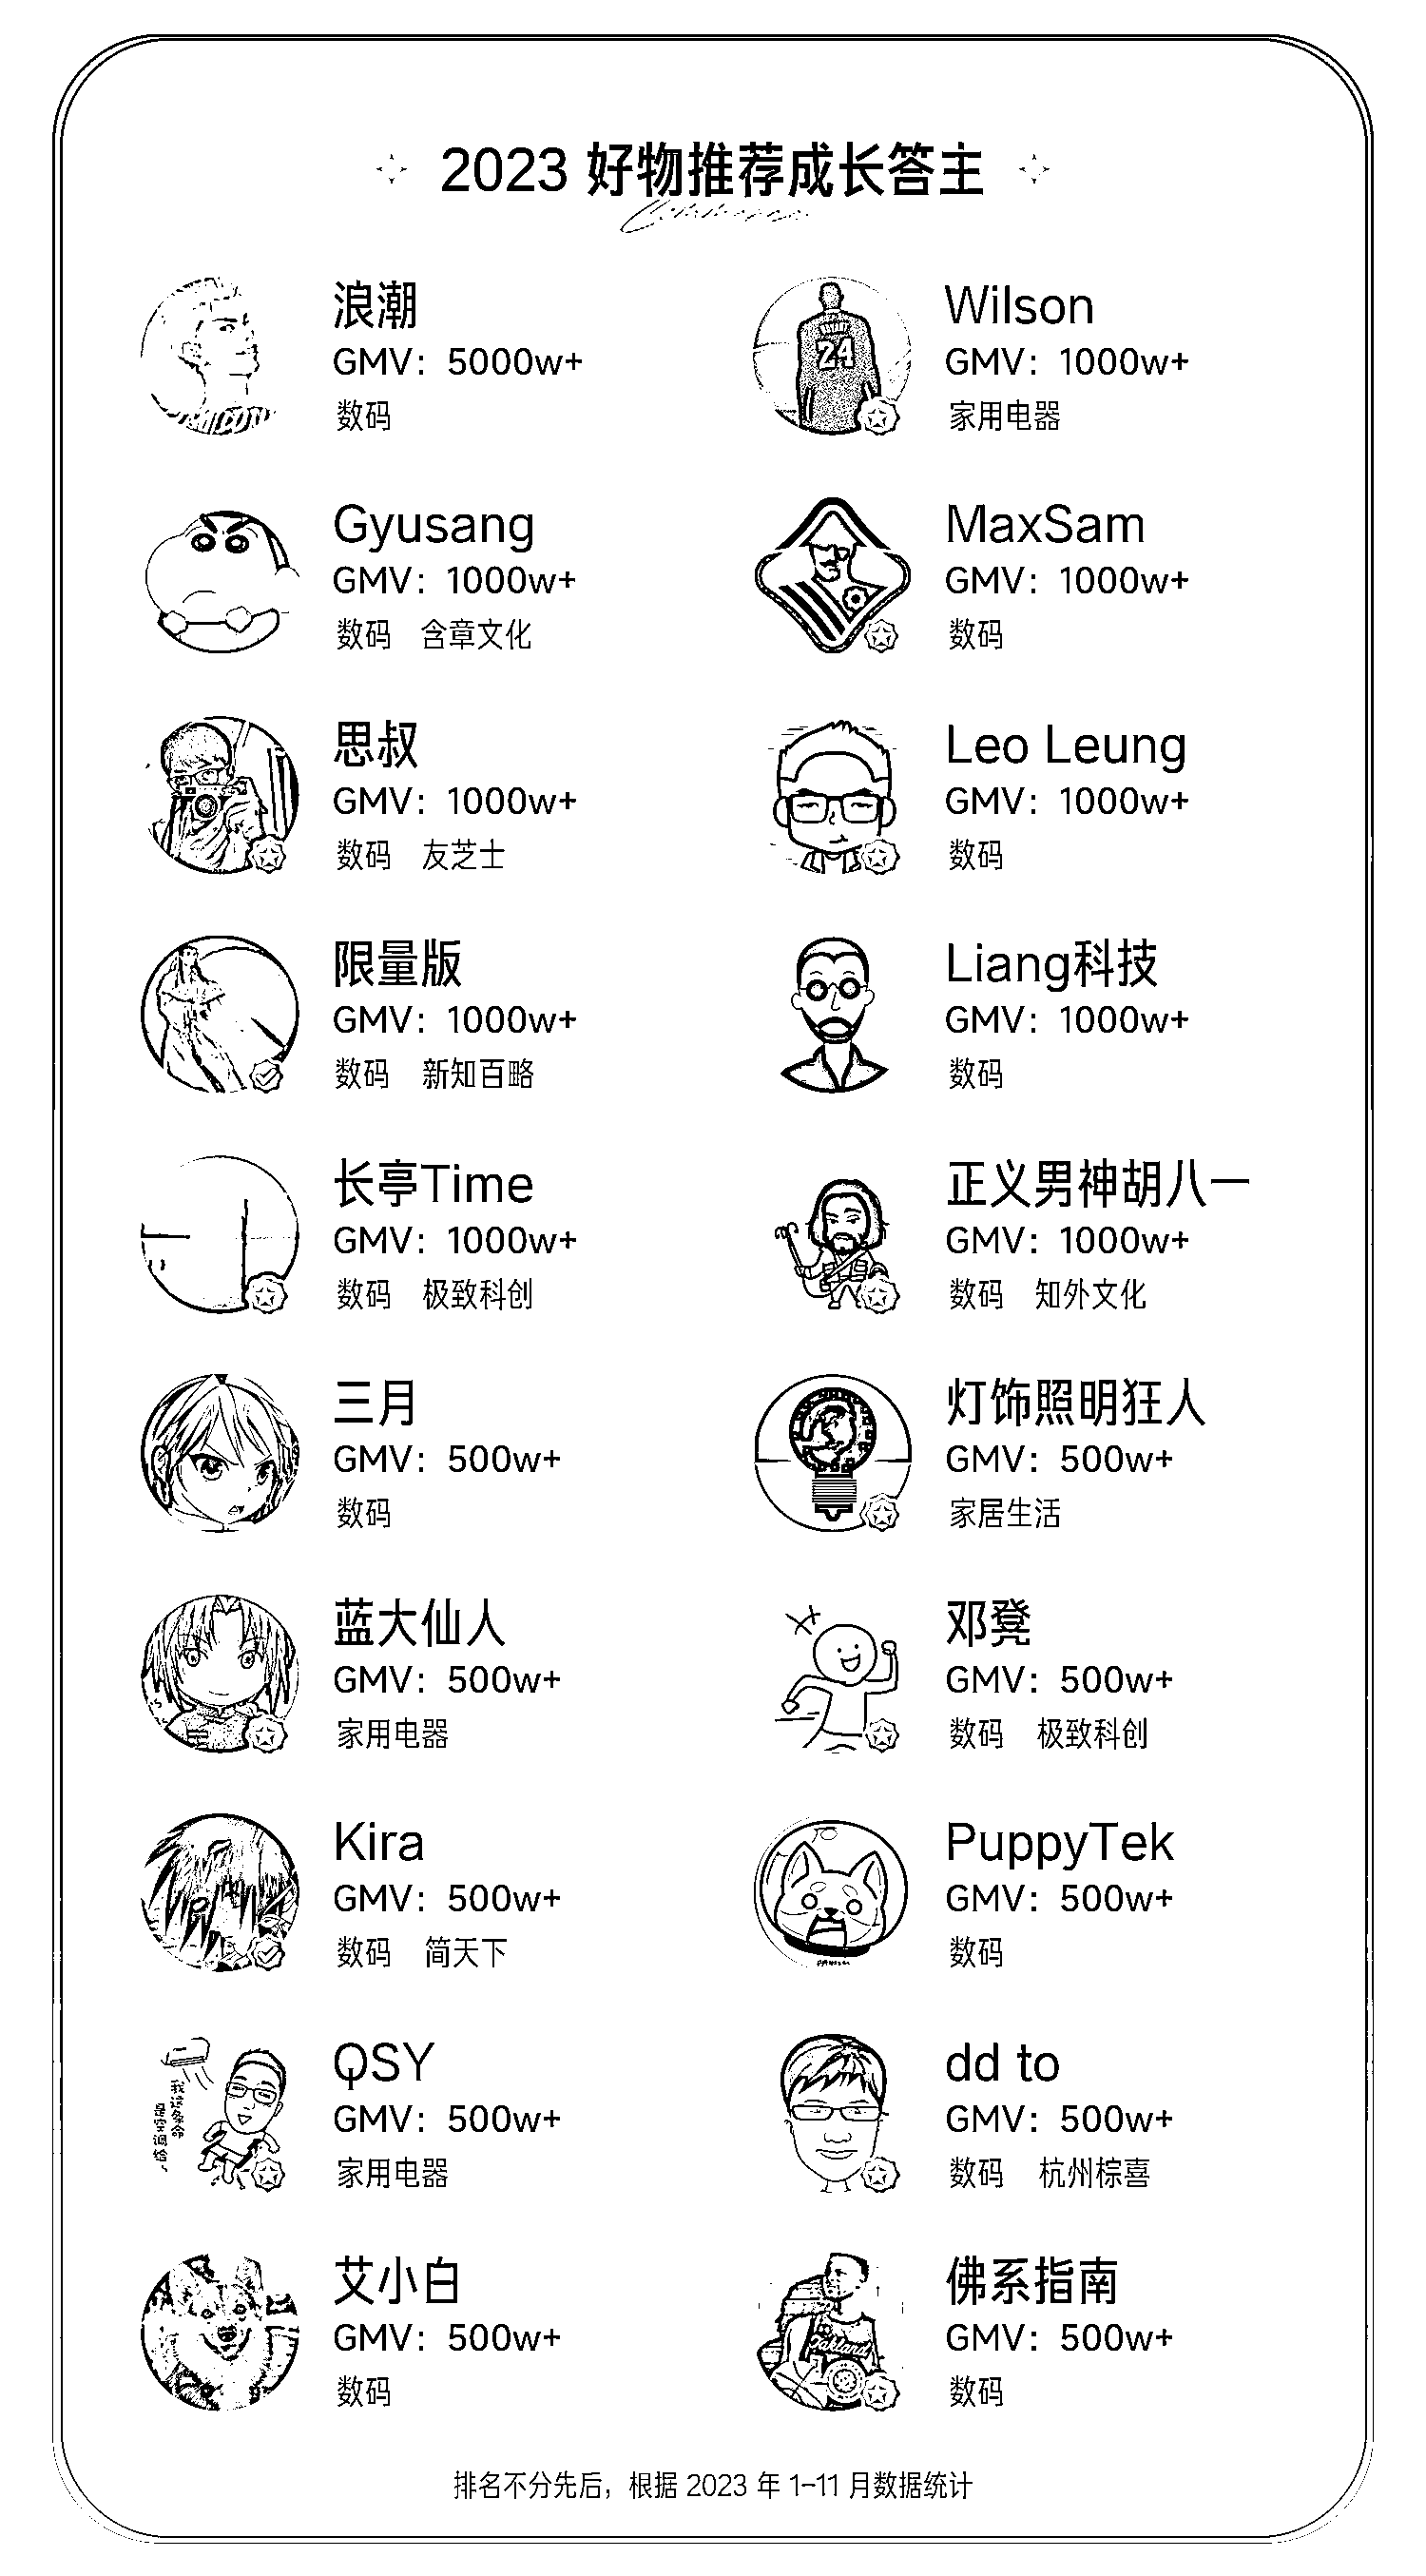 2023 好物推荐成长答主
浪潮
GMV：5000w+
数码
Wilson
GMV：1000w+
家用电器
24
Gyusang
GMV：1000w+
数码 含章文化
MaxSam
GMV：1000w+
数码
思叔
GMV：1000w+
数码 友芝士
Leo Leung
GMV：1000w+
数码
限量版
GMV：1000w+
数码 新知百略
Liang科技
GMV：1000w+
数码
长亭Time
GMV：1000w+
数码 极致科创
正义男神胡八一
GMV：1000w+
数码 知外文化
三月
GMV：500w+
数码
灯饰照明狂人
GMV：500w+
家居生活
蓝大仙人
GMV：500w+
家用电器
邓凳
GMV：500w+
数码 极致科创
Kira
GMV：500w+
数码 简天下
PuppyTek
GMV：500w+
数码
QSY
GMV：500w+
家用电器
我这条命
是空调给
dd to
GMV：500w+
数码 杭州棕喜
艾小白
GMV：500w+
数码
佛系指南
GMV：500w+
数码
Oakland
排名不分先后，根据 2023 年 1-11 月数据统计